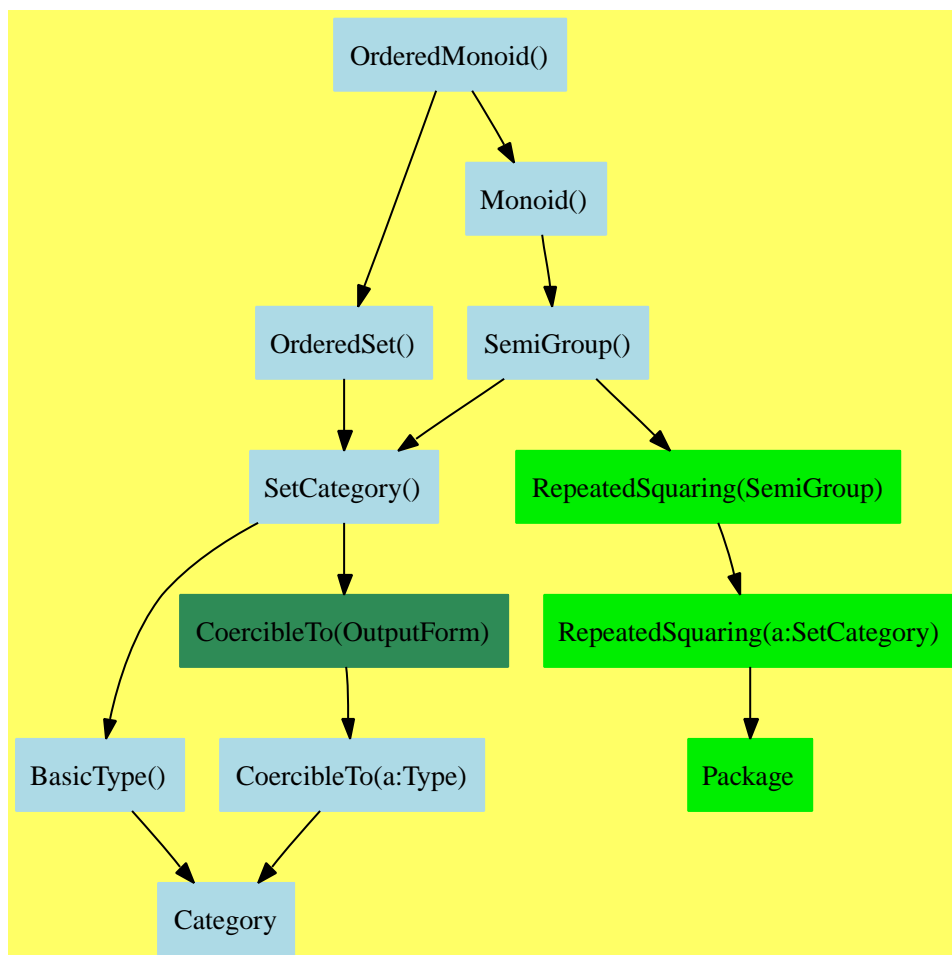 OrderedMonoid()
Monoid()
OrderedSet()
SemiGroup()
SetCategory()
RepeatedSquaring(SemiGroup)
CoercibleTo(OutputForm)
RepeatedSquaring(a:SetCategory)
BasicType()
CoercibleTo(a:Type)
Package
Category